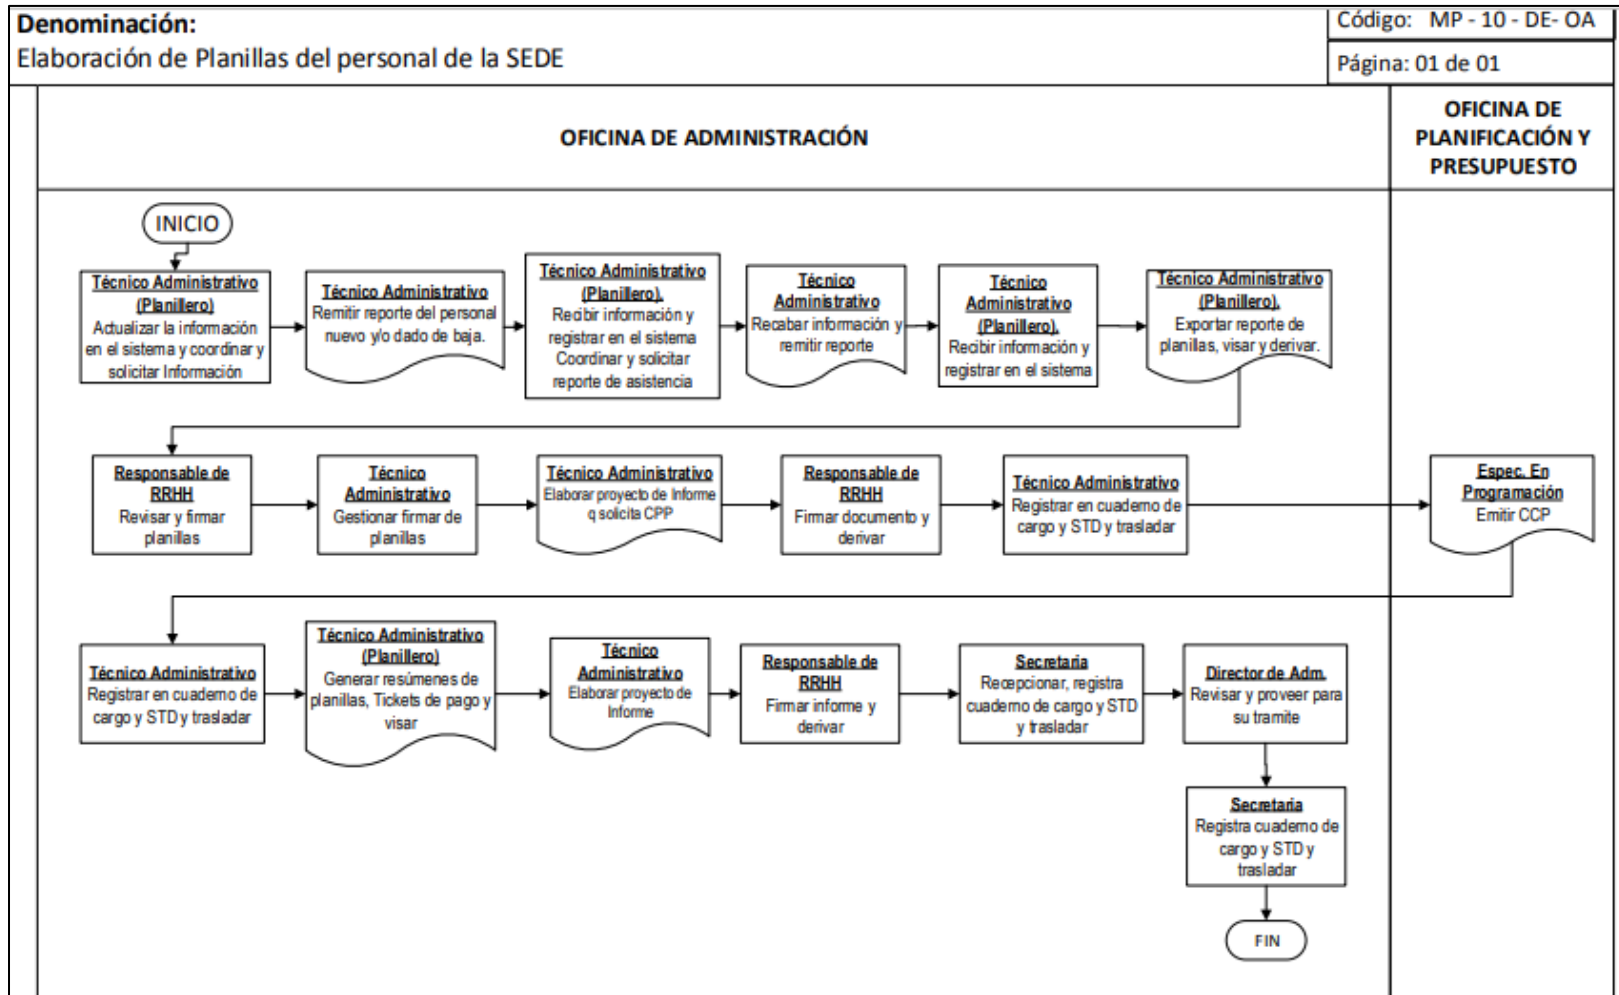 Denominación:
Elaboración de Planillas del personal de la SEDE
Código: MP - 10 - DE- OA
Página: 01 de 01
OFICINA DE ADMINISTRACIÓN
OFICINA DE
PLANIFICACIÓN Y
PRESUPUESTO
INICIO
Técnico Administrativo
(Planillero)
Actualizar la información
en el sistema y coordinar y
solicitar Información
Técnico Administrativo
Remitir reporte del personal
nuevo y/o dado de baja.
Técnico Administrativo
(Planillero).
Recibir información y
registrar en el sistema
Coordinar y solicitar
reporte de asistencia
Técnico
Administrativo
Recabar información y
remitir reporte
Técnico
Administrativo
(Planillero).
Recibir información y
registrar en el sistema
Técnico Administrativo
(Planillero).
Exportar reporte de
planillas, visar y derivar.
Responsable de
RRHH
Revisar y firmar
planillas
Técnico
Administrativo
Gestionar firmar de
planillas
Técnico Administrativo
Elaborar proyecto de Informe
q solicita CPP
Responsable de
RRHH
Firmar documento y
derivar
Técnico Administrativo
Registrar en cuaderno de
cargo y STD y trasladar
Espec. En
Programación
Emitir CCP
Técnico Administrativo
Registrar en cuaderno de
cargo y STD y trasladar
Técnico Administrativo
(Planillero)
Generar resúmenes de
planillas, Tickets de pago y
visar
Técnico
Administrativo
Elaborar proyecto de
Informe
Responsable de
RRHH
Firmar informe y
derivar
Secretaria
Recepcionar, registra
cuaderno de cargo y STD
y trasladar
Director de Adm.
Revisar y proveer para
su tramite
Secretaria
Registra cuaderno de
cargo y STD y
trasladar
FIN